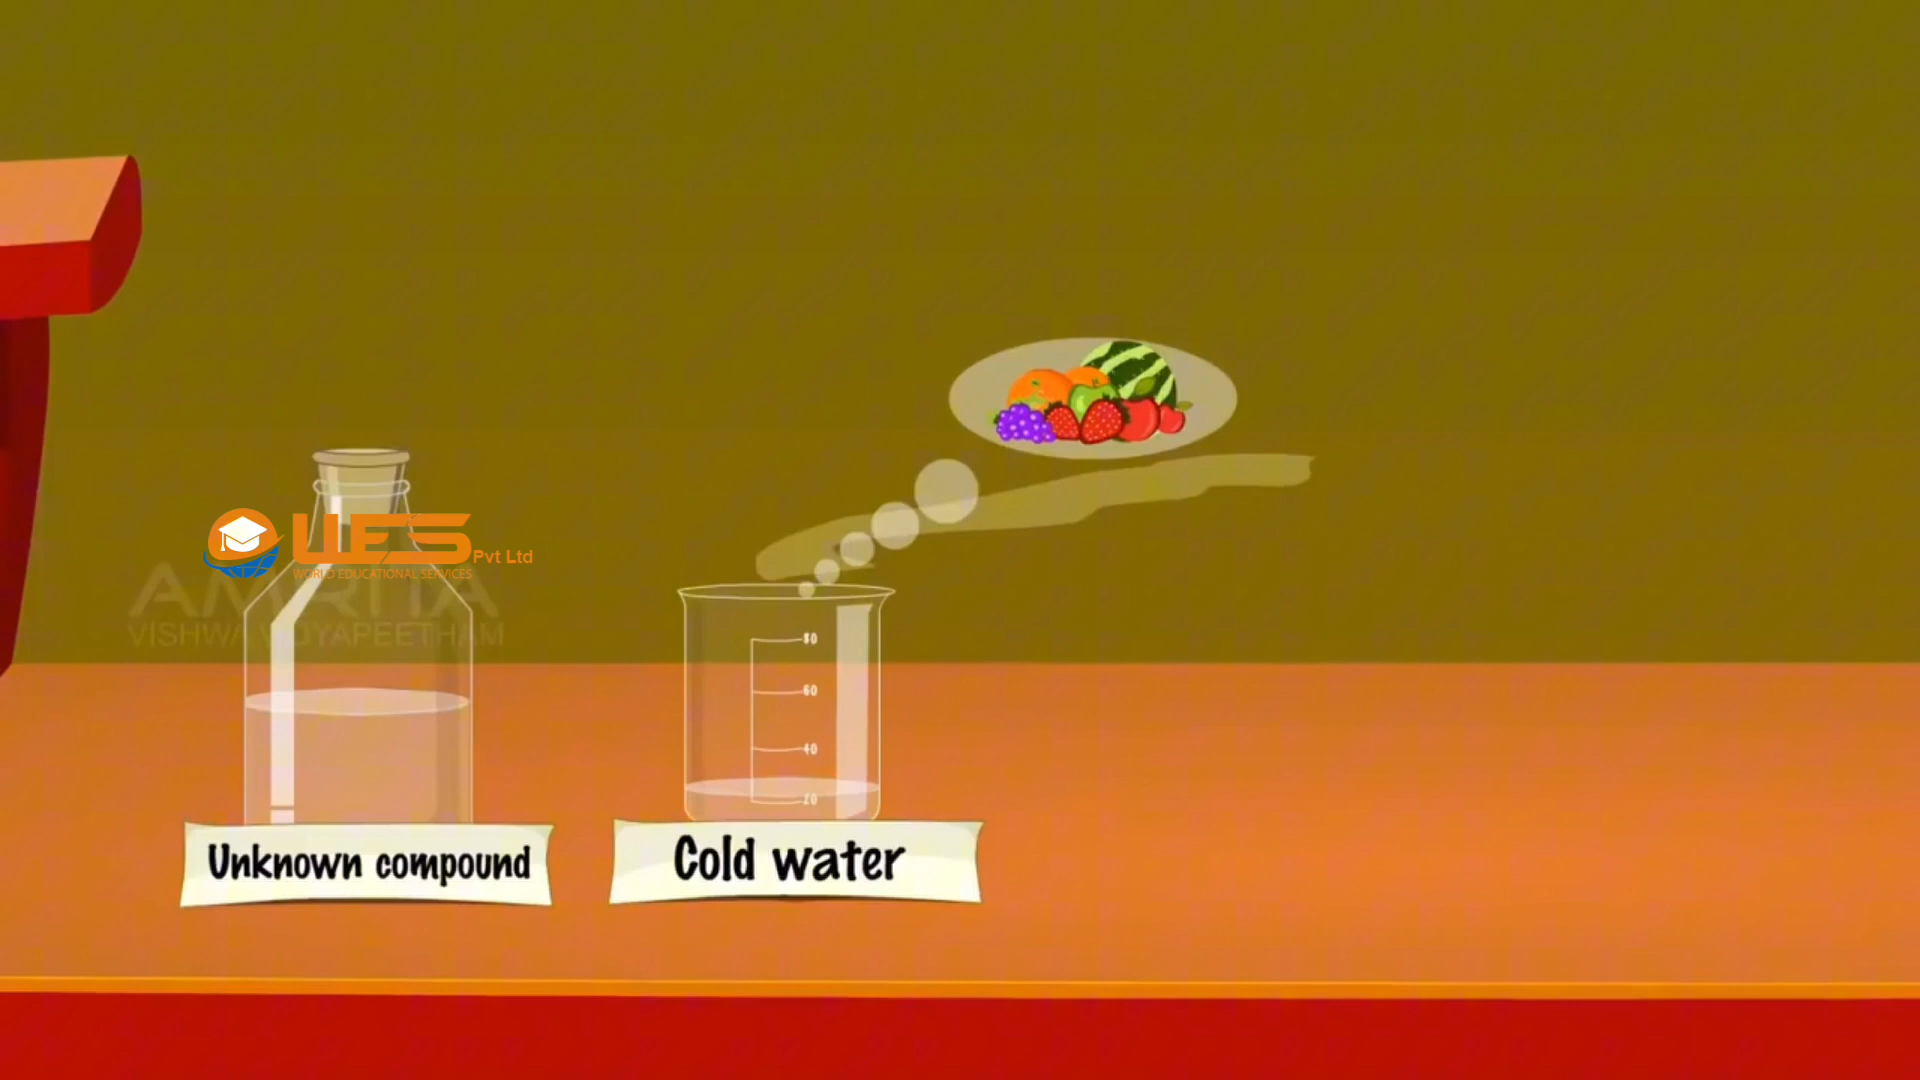 WES Pvt Ltd
WORLD EDUCATIONAL SERVICES
AMRITA
VISHWA VIDYAPEETHAM
80
60
40
20
Unknown compound
Cold water